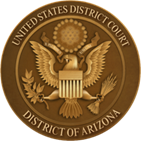 UNITED STATES DISTRICT COURT
DISTRICT OF ARIZONA